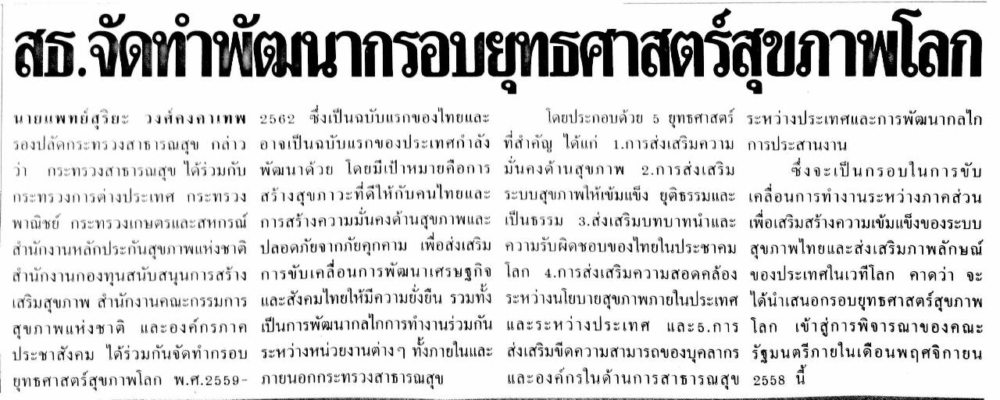 สธ.จัดทำพัฒนากรอบยุทธศาสตร์สุขภาพโลก
นายแพทย์สุริยะ วงศ์คงคาเทพ
รองปลัดกระทรวงสาธารณสุข กล่าว
ว่า กระทรวงสาธารณสุข ได้ร่วมกับ
กระทรวงการต่างประเทศ กระทรวง
พาณิชย์ กระทรวงเกษตรและสหกรณ์
สำนักงานหลักประกันสุขภาพแห่งชาติ
สำนักงานกองทุนสนับสนุนการสร้าง
เสริมสุขภาพ สำนักงานคณะกรรมการ
สุขภาพแห่งชาติ และองค์กรภาค
ประชาสังคม ได้ร่วมกันจัดทำกรอบ
ยุทธศาสตร์สุขภาพโลก พ.ศ.2559-
2562 ซึ่งเป็นฉบับแรกของไทยและ
อาจเป็นฉบับแรกของประเทศกำลัง
พัฒนาด้วย โดยมีเป้าหมายคือการ
สร้างสุขภาวะที่ดีให้กับคนไทยและ
การสร้างความมั่นคงด้านสุขภาพและ
ปลอดภัยจากภัยคุกคาม เพื่อส่งเสริม
การขับเคลื่อนการพัฒนาเศรษฐกิจ
และสังคมไทยให้มีความยั่งยืน รวมทั้ง
เป็นการพัฒนากลไกการทำงานร่วมกัน
ระหว่างหน่วยงานต่างๆ ทั้งภายในและ
ภายนอกกระทรวงสาธารณสุข
โดยประกอบด้วย 5 ยุทธศาสตร์
ที่สำคัญ ได้แก่ 1.การส่งเสริมความ
มั่นคงด้านสุขภาพ 2.การส่งเสริม
ระบบสุขภาพให้เข้มแข็ง ยุติธรรมและ
เป็นธรรม 3.ส่งเสริมบทบาทนำและ
ความรับผิดชอบของไทยในประชาคม
โลก 4.การส่งเสริมความสอดคล้อง
ระหว่างนโยบายสุขภาพภายในประเทศ
และระหว่างประเทศ และ5.การ
ส่งเสริมขีดความสามารถของบุคลากร
และองค์กรในด้านการสาธารณสุข
ระหว่างประเทศและการพัฒนากลไก
การประสานงาน
ซึ่งจะเป็นกรอบในการขับ
เคลื่อนการทำงานระหว่างภาคส่วน
เพื่อเสริมสร้างความเข้มแข็งของระบบ
สุขภาพไทยและส่งเสริมภาพลักษณ์
ของประเทศในเวทีโลก คาดว่า จะ
ได้นำเสนอกรอบยุทธศาสตร์สุขภาพ
โลก เข้าสู่การพิจารณาของคณะ
รัฐมนตรีภายในเดือนพฤศจิกายน
2558 นี้